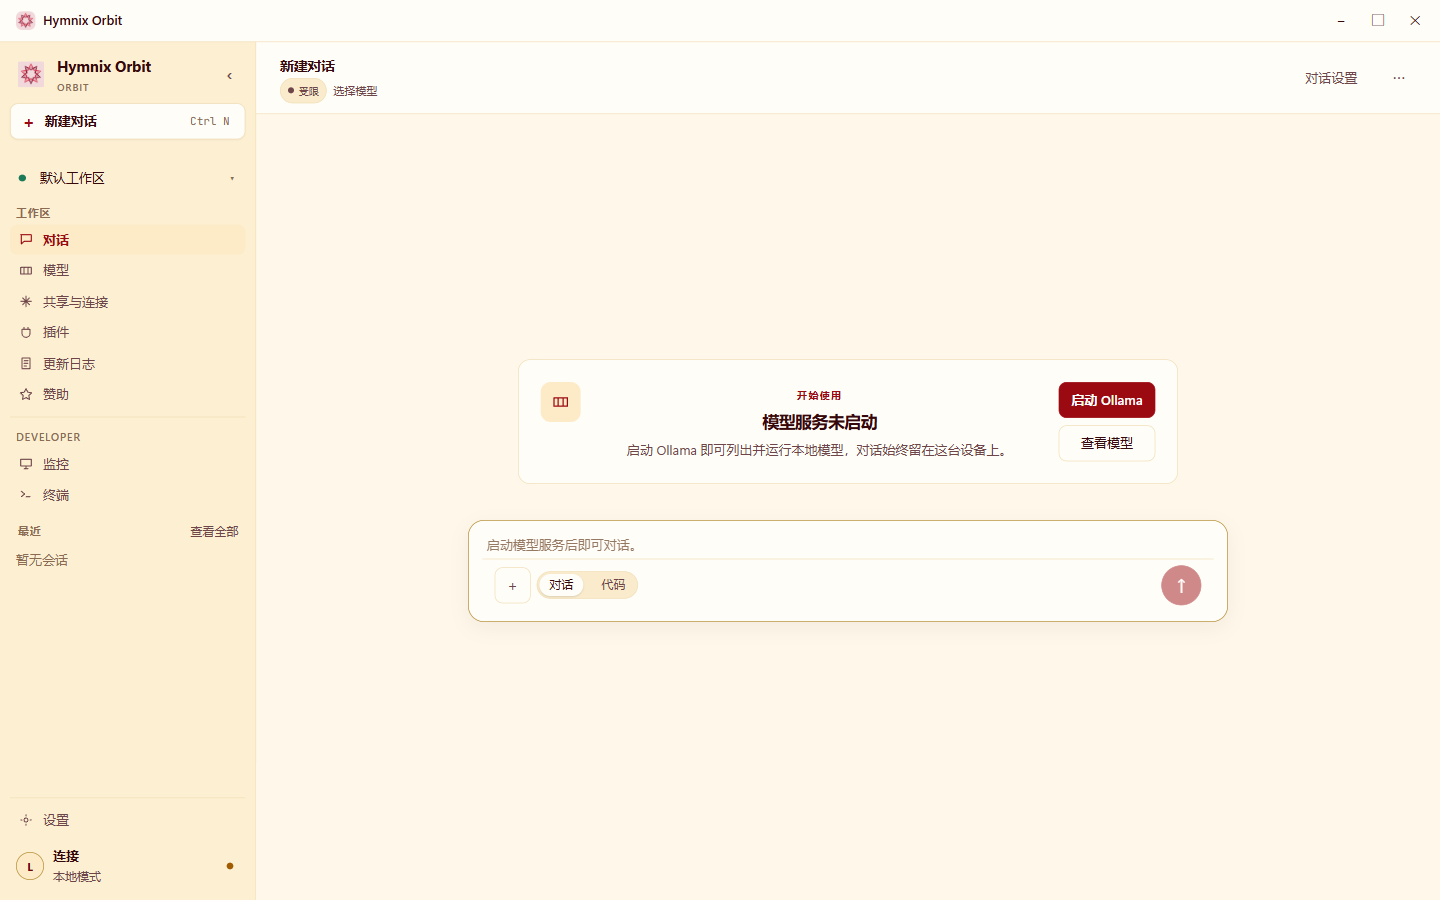 Hymnix Orbit
Hymnix Orbit
ORBIT
新建对话 Ctrl N
默认工作区
工作区
对话
模型
共享与连接
插件
更新日志
赞助
DEVELOPER
监控
终端
最近 查看全部
暂无会话
设置
L
连接
本地模式
新建对话
受限 选择模型
对话设置
开始使用
模型服务未启动
启动 Ollama 即可列出并运行本地模型，对话始终留在这台设备上。
启动 Ollama
查看模型
启动模型服务后即可对话。
+ 对话 代码